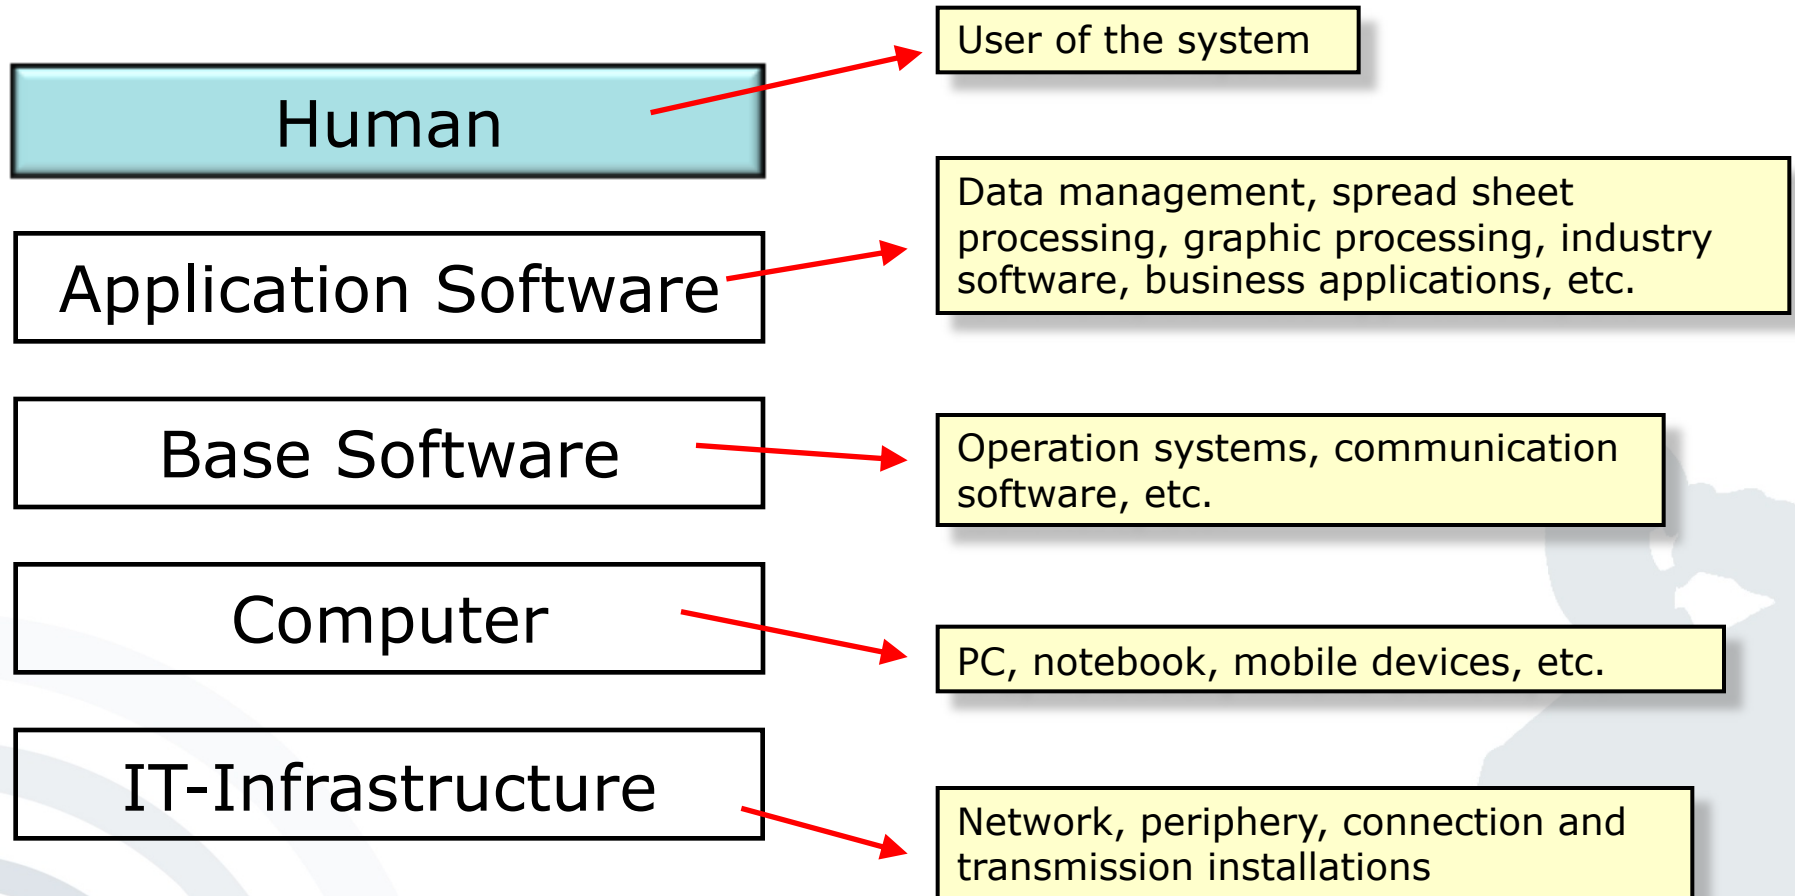 Human
User of the system
Application Software
Data management, spread sheet
processing, graphic processing, industry
software, business applications, etc.
Base Software
Operation systems, communication
software, etc.
Computer
PC, notebook, mobile devices, etc.
IT-Infrastructure
Network, periphery, connection and
transmission installations